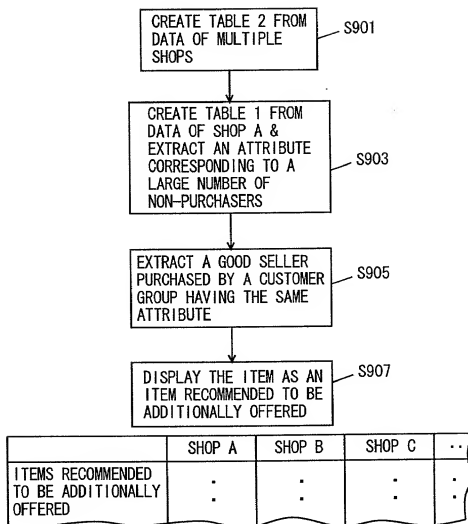 CREATE TABLE 2 FROM
DATA OF MULTIPLE
SHOPS
S901
CREATE TABLE 1 FROM
DATA OF SHOP A &
EXTRACT AN ATTRIBUTE
CORRESPONDING TO A
LARGE NUMBER OF
NON-PURCHASERS
S903
EXTRACT A GOOD SELLER
PURCHASED BY A CUSTOMER
GROUP HAVING THE SAME
ATTRIBUTE
S905
DISPLAY THE ITEM AS AN
ITEM RECOMMENDED TO BE
ADDITIONALLY OFFERED
S907
SHOP A SHOP B SHOP C ..
ITEMS RECOMMENDED
TO BE ADDITIONALLY
OFFERED